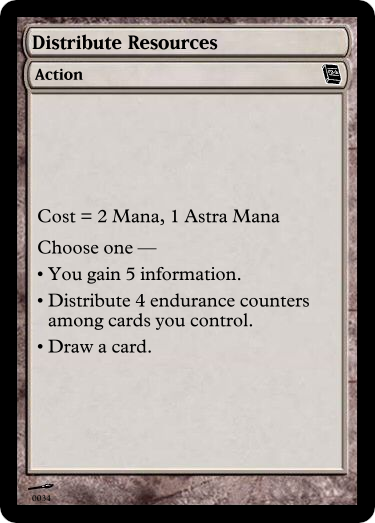 Distribute Resources
Action
Cost = 2 Mana, 1 Astra Mana
Choose one —
• You gain 5 information.
• Distribute 4 endurance counters
among cards you control.
• Draw a card.
0034